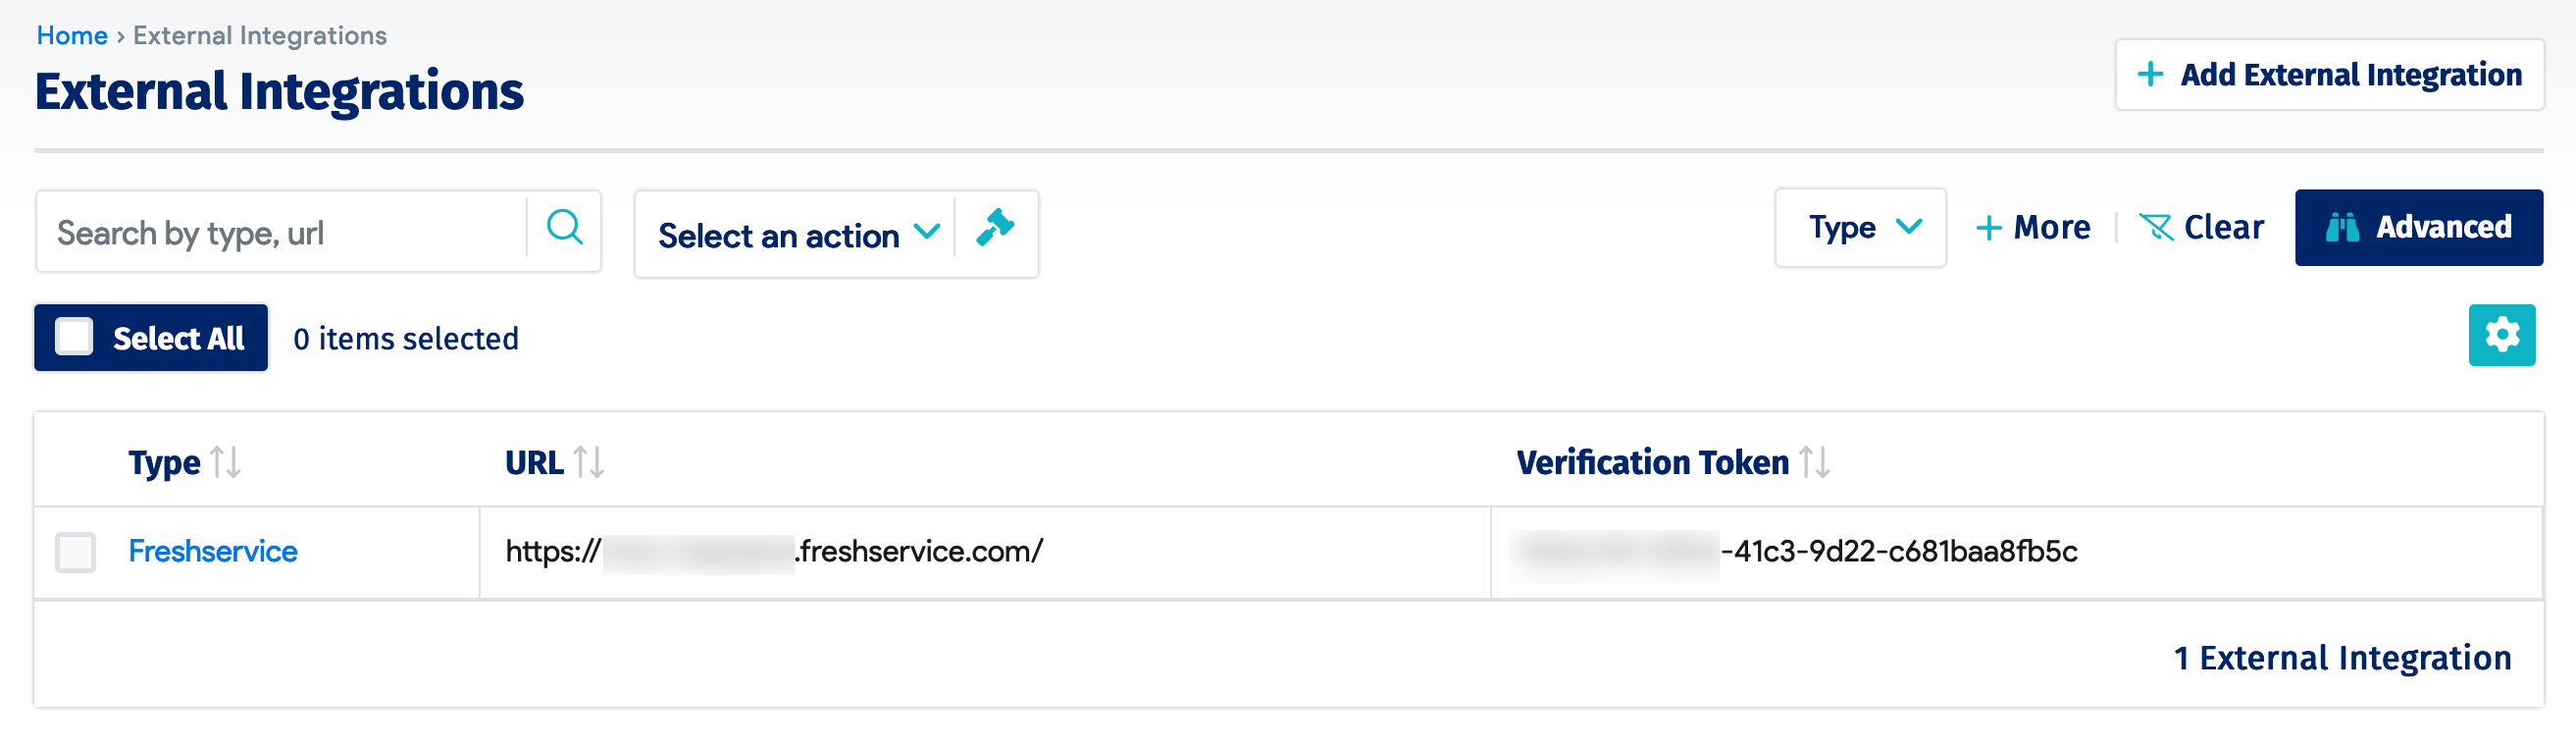 Home › External Integrations
External Integrations
+ Add External Integration
Search by type, url
Select an action
Type
+ More | Clear
Advanced
Select All
0 items selected
Type URL Verification Token
Freshservice https:// .freshservice.com/ -41c3-9d22-c681baa8fb5c
1 External Integration